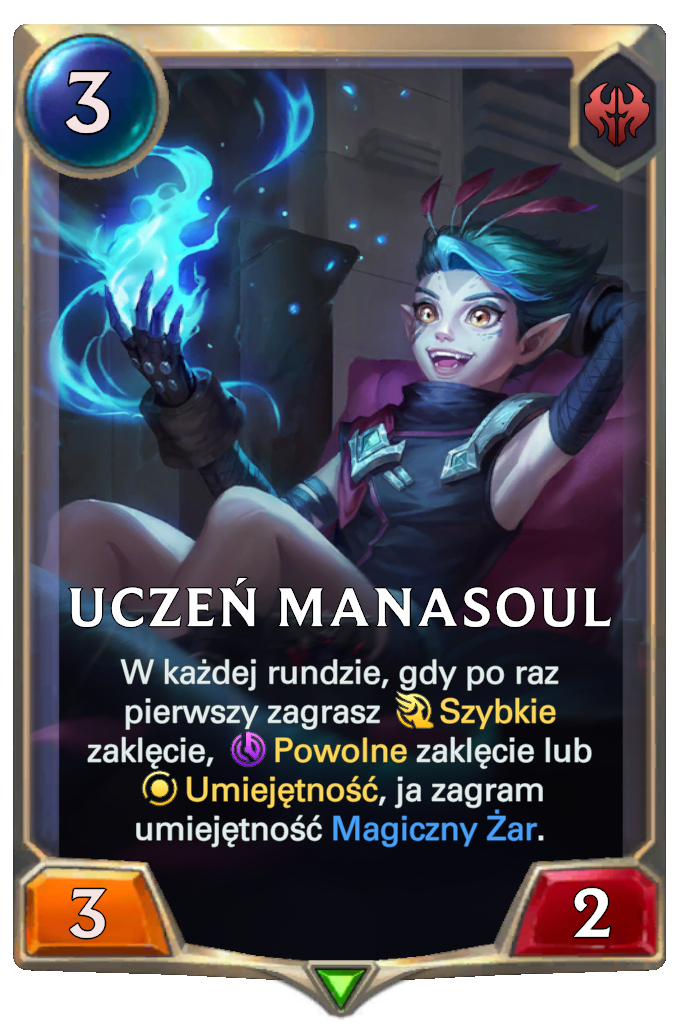 3
UCZEŃ MANASOUL
W każdej rundzie, gdy po raz
pierwszy zagrasz Szybkie
zaklęcie, Powolne zaklęcie lub
Umiejętność, ja zagram
umiejętność Magiczny Żar.
3
2